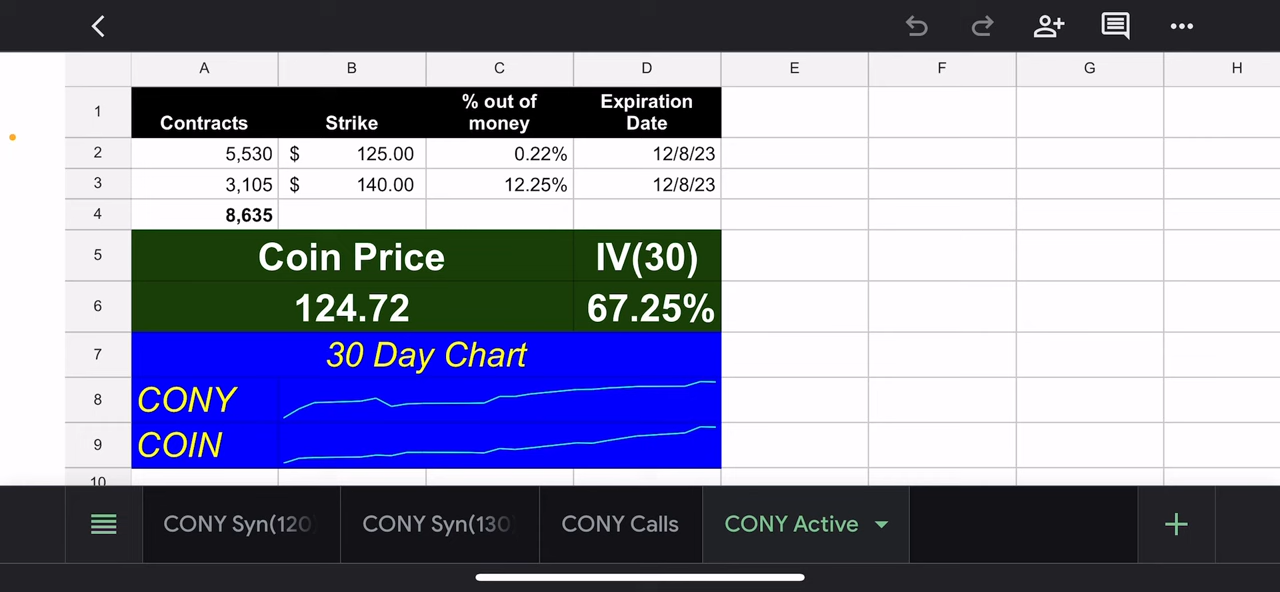 A B C D E F G H
1 Contracts Strike % out of money Expiration Date
2 5,530 $ 125.00 0.22% 12/8/23
3 3,105 $ 140.00 12.25% 12/8/23
4 8,635
5 Coin Price IV(30)
6 124.72 67.25%
7 30 Day Chart
8 CONY
9 COIN
10
CONY Syn(120 CONY Syn(130 CONY Calls CONY Active